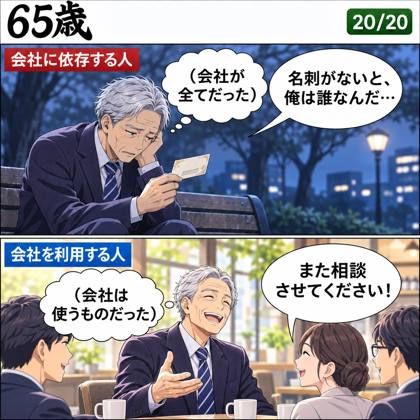 65歳
20/20
会社に依存する人
(会社が
全てだった)
名刺がないと、
俺は誰なんだ…
会社を利用する人
(会社は
使うものだった)
また相談
させてください!